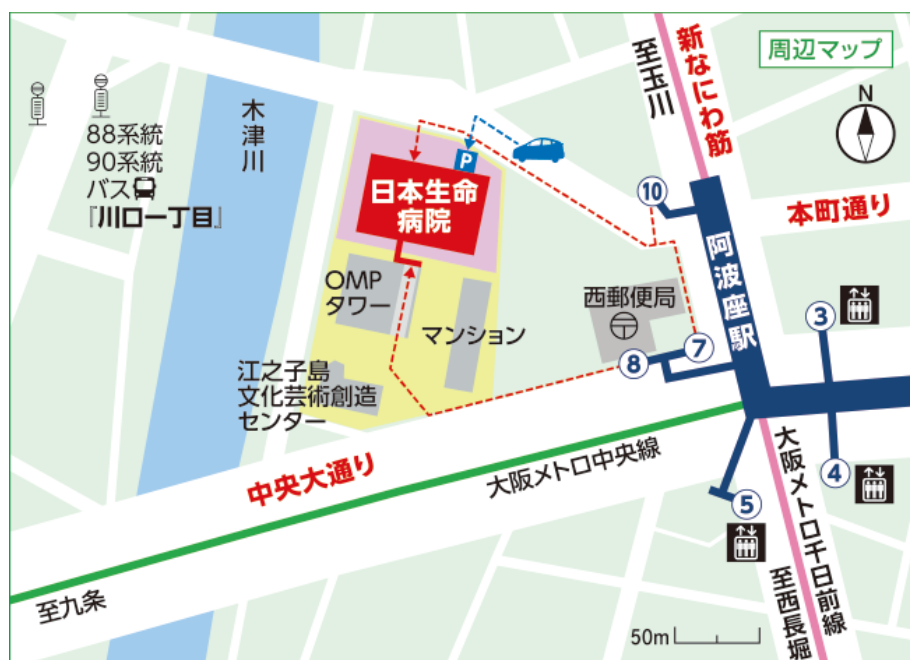 周辺マップ
N
新なにわ筋
至玉川
木津川
88系統
90系統
バス
『川口一丁目』
P
日本生命
病院
⑩
本町通り
阿波座駅
OMP
タワー
マンション
西郵便局
⑦
⑧
③
江之子島
文化芸術創造
センター
中央大通り
大阪メトロ中央線
④
⑤
大阪メトロ千日前線
至西長堀
至九条
50m